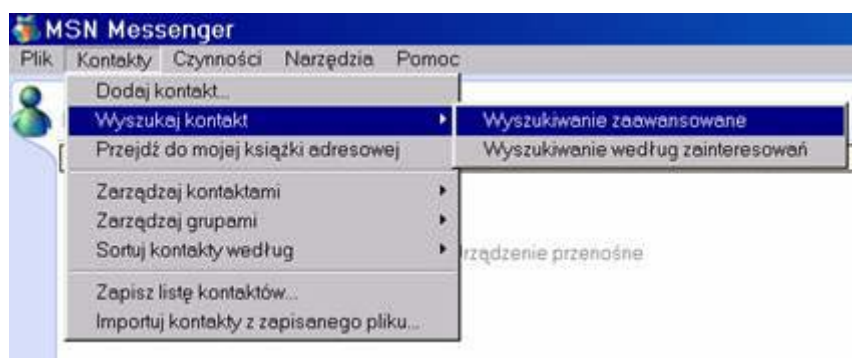 MSN Messenger
Plik Kontakty Czynności Narzędzia Pomoc
Dodaj kontakt...
Wyszukaj kontakt
Wyszukiwanie zaawansowane
Przejdź do mojej książki adresowej
Wyszukiwanie według zainteresowań
Zarządzaj kontaktami
Zarządzaj grupami
Sortuj kontakty według
rządzenie przenośne
Zapisz listę kontaktów...
Importuj kontakty z zapisanego pliku...